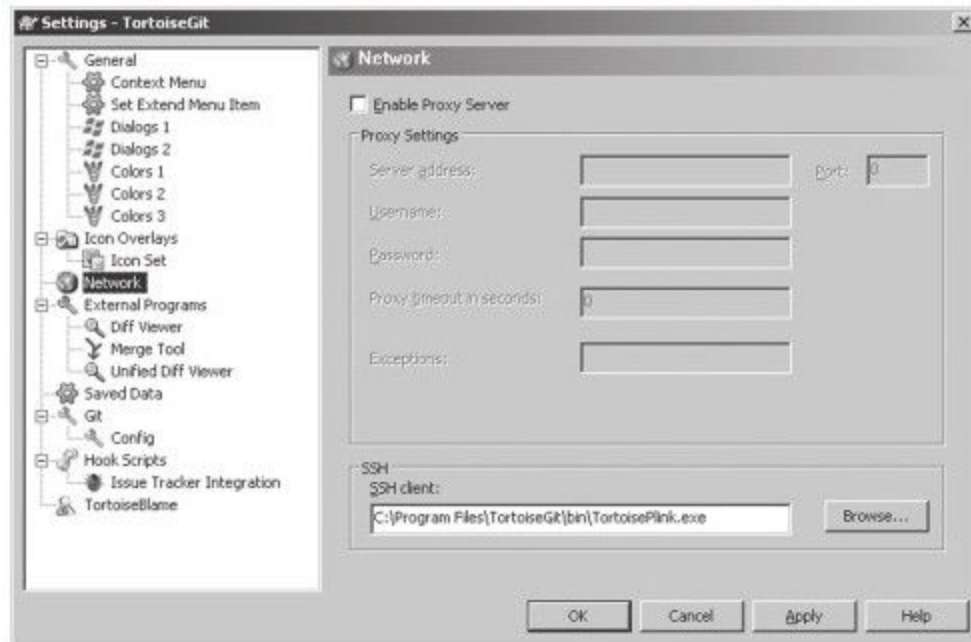 Settings - TortoiseGit
General
Context Menu
Set Extend Menu Item
Dialogs 1
Dialogs 2
Colors 1
Colors 2
Colors 3
Icon Overlays
Icon Set
Network
External Programs
Diff Viewer
Merge Tool
Unified Diff Viewer
Saved Data
Git
Config
Hook Scripts
Issue Tracker Integration
TortoiseBlame
Network
Enable Proxy Server
Proxy Settings
Server address: Port: 0
Username:
Password:
Proxy timeout in seconds: 0
Exceptions:
SSH
SSH client:
C:\Program Files\TortoiseGit\bin\TortoisePlink.exe Browse...
OK Cancel Apply Help